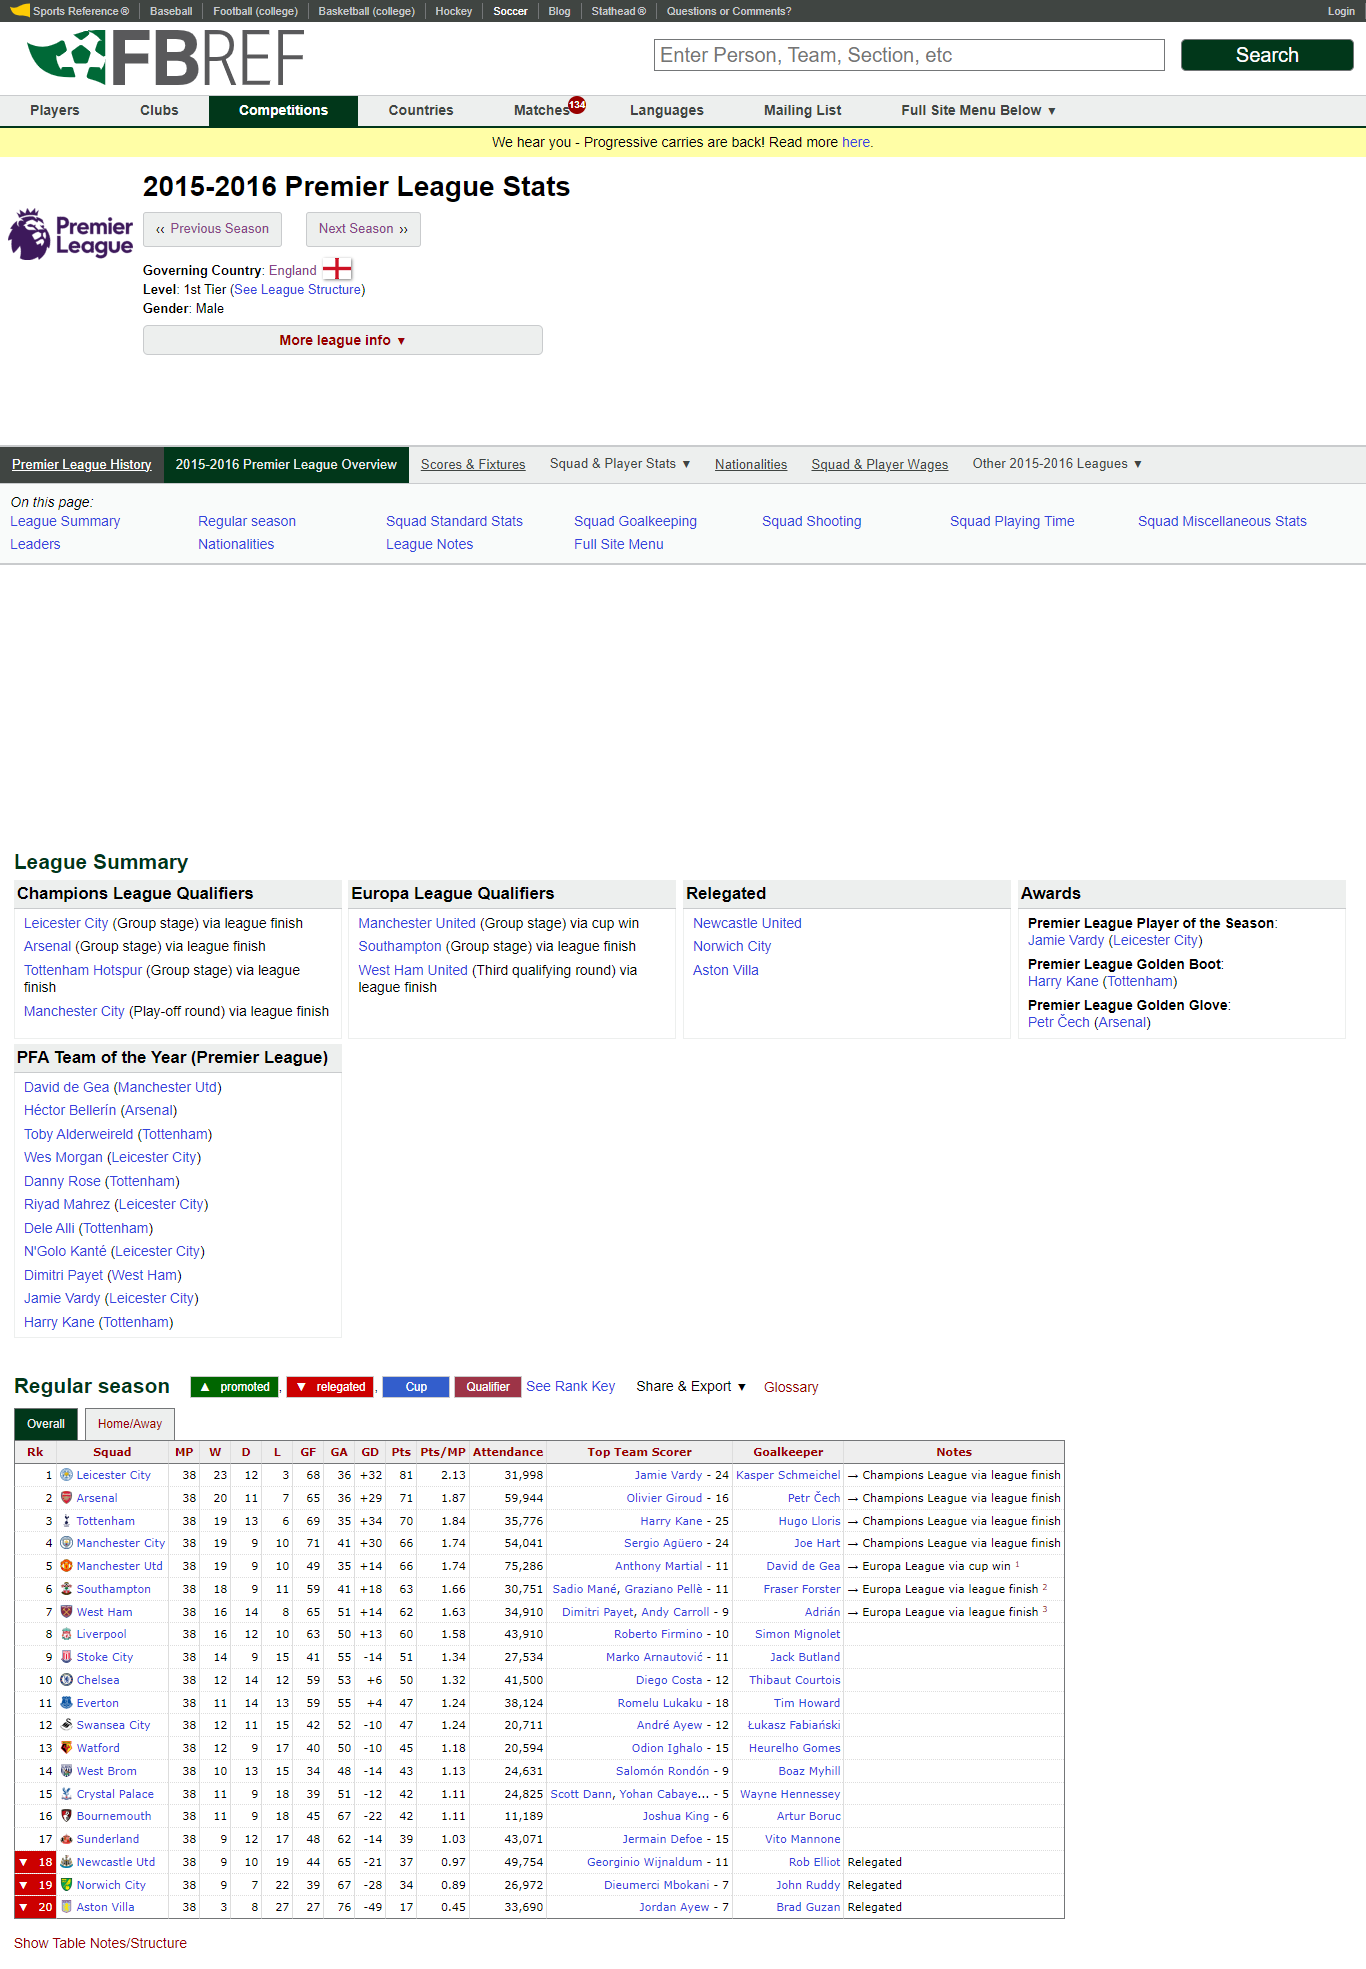 Sports Reference ® Baseball Football (college) Basketball (college) Hockey Soccer Blog Stathead ® Questions or Comments? Login
FBREF
Enter Person, Team, Section, etc Search
Players Clubs Competitions Countries Matches 134 Languages Mailing List Full Site Menu Below ▼
We hear you - Progressive carries are back! Read more here.
2015-2016 Premier League Stats
Premier League
‹‹ Previous Season Next Season ››
Governing Country: England
Level: 1st Tier (See League Structure)
Gender: Male
More league info ▼
Premier League History 2015-2016 Premier League Overview Scores & Fixtures Squad & Player Stats ▼ Nationalities Squad & Player Wages Other 2015-2016 Leagues ▼
On this page:
League Summary Regular season Squad Standard Stats Squad Goalkeeping Squad Shooting Squad Playing Time Squad Miscellaneous Stats
Leaders Nationalities League Notes Full Site Menu
League Summary
Champions League Qualifiers
Leicester City (Group stage) via league finish
Arsenal (Group stage) via league finish
Tottenham Hotspur (Group stage) via league
finish
Manchester City (Play-off round) via league finish
Europa League Qualifiers
Manchester United (Group stage) via cup win
Southampton (Group stage) via league finish
West Ham United (Third qualifying round) via
league finish
Relegated
Newcastle United
Norwich City
Aston Villa
Awards
Premier League Player of the Season:
Jamie Vardy (Leicester City)
Premier League Golden Boot:
Harry Kane (Tottenham)
Premier League Golden Glove:
Petr Čech (Arsenal)
PFA Team of the Year (Premier League)
David de Gea (Manchester Utd)
Héctor Bellerín (Arsenal)
Toby Alderweireld (Tottenham)
Wes Morgan (Leicester City)
Danny Rose (Tottenham)
Riyad Mahrez (Leicester City)
Dele Alli (Tottenham)
N'Golo Kanté (Leicester City)
Dimitri Payet (West Ham)
Jamie Vardy (Leicester City)
Harry Kane (Tottenham)
Regular season ▲ promoted, ▼ relegated, Cup Qualifier See Rank Key Share & Export ▼ Glossary
Overall Home/Away
Rk Squad MP W D L GF GA GD Pts Pts/MP Attendance Top Team Scorer Goalkeeper Notes
1 Leicester City 38 23 12 3 68 36 +32 81 2.13 31,998 Jamie Vardy - 24 Kasper Schmeichel → Champions League via league finish
2 Arsenal 38 20 11 7 65 36 +29 71 1.87 59,944 Olivier Giroud - 16 Petr Čech → Champions League via league finish
3 Tottenham 38 19 13 6 69 35 +34 70 1.84 35,776 Harry Kane - 25 Hugo Lloris → Champions League via league finish
4 Manchester City 38 19 9 10 71 41 +30 66 1.74 54,041 Sergio Agüero - 24 Joe Hart → Champions League via league finish
5 Manchester Utd 38 19 9 10 49 35 +14 66 1.74 75,286 Anthony Martial - 11 David de Gea → Europa League via cup win 1
6 Southampton 38 18 9 11 59 41 +18 63 1.66 30,751 Sadio Mané, Graziano Pellè - 11 Fraser Forster → Europa League via league finish 2
7 West Ham 38 16 14 8 65 51 +14 62 1.63 34,910 Dimitri Payet, Andy Carroll - 9 Adrián → Europa League via league finish 3
8 Liverpool 38 16 12 10 63 50 +13 60 1.58 43,910 Roberto Firmino - 10 Simon Mignolet
9 Stoke City 38 14 9 15 41 55 -14 51 1.34 27,534 Marko Arnautović - 11 Jack Butland
10 Chelsea 38 12 14 12 59 53 +6 50 1.32 41,500 Diego Costa - 12 Thibaut Courtois
11 Everton 38 11 14 13 59 55 +4 47 1.24 38,124 Romelu Lukaku - 18 Tim Howard
12 Swansea City 38 12 11 15 42 52 -10 47 1.24 20,711 André Ayew - 12 Łukasz Fabiański
13 Watford 38 12 9 17 40 50 -10 45 1.18 20,594 Odion Ighalo - 15 Heurelho Gomes
14 West Brom 38 10 13 15 34 48 -14 43 1.13 24,631 Salomón Rondón - 9 Boaz Myhill
15 Crystal Palace 38 11 9 18 39 51 -12 42 1.11 24,825 Scott Dann, Yohan Cabaye... - 5 Wayne Hennessey
16 Bournemouth 38 11 9 18 45 67 -22 42 1.11 11,189 Joshua King - 6 Artur Boruc
17 Sunderland 38 9 12 17 48 62 -14 39 1.03 43,071 Jermain Defoe - 15 Vito Mannone
▼ 18 Newcastle Utd 38 9 10 19 44 65 -21 37 0.97 49,754 Georginio Wijnaldum - 11 Rob Elliot Relegated
▼ 19 Norwich City 38 9 7 22 39 67 -28 34 0.89 26,972 Dieumerci Mbokani - 7 John Ruddy Relegated
▼ 20 Aston Villa 38 3 8 27 27 76 -49 17 0.45 33,690 Jordan Ayew - 7 Brad Guzan Relegated
Show Table Notes/Structure